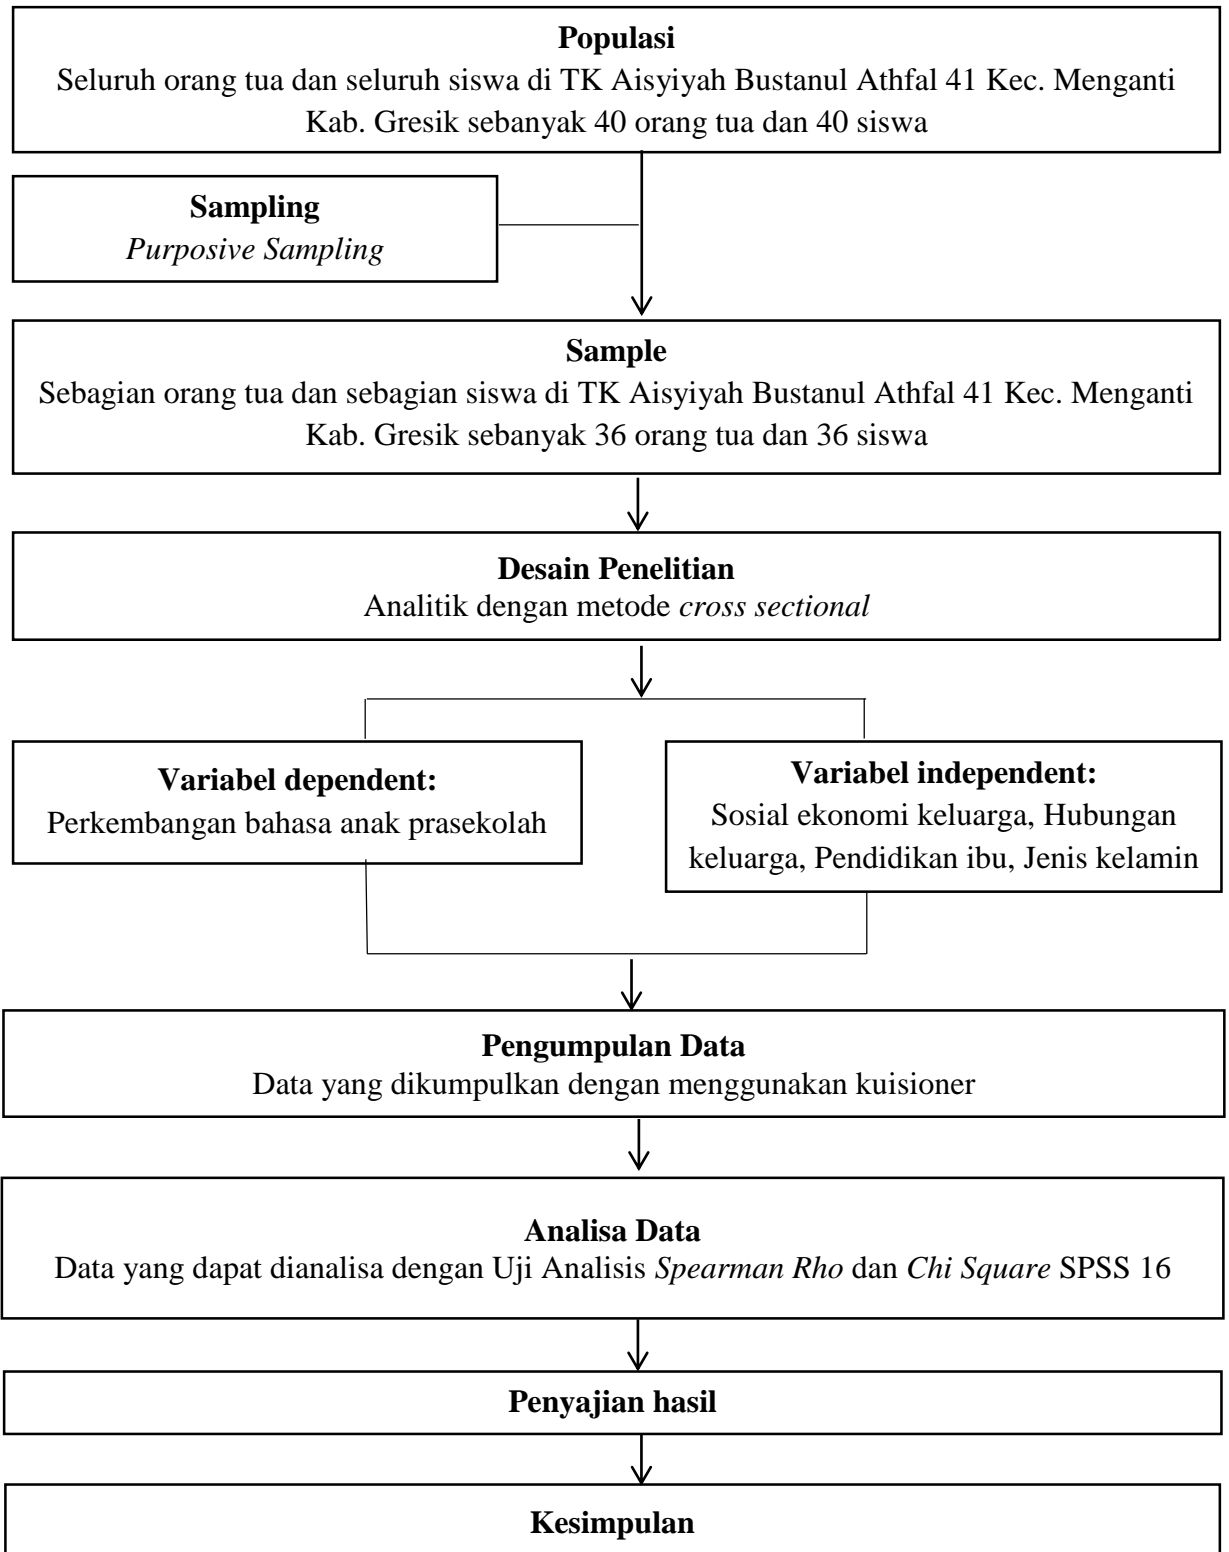 Populasi
Seluruh orang tua dan seluruh siswa di TK Aisyiyah Bustanul Athfal 41 Kec. Menganti
Kab. Gresik sebanyak 40 orang tua dan 40 siswa
Sampling
Purposive Sampling
Sample
Sebagian orang tua dan sebagian siswa di TK Aisyiyah Bustanul Athfal 41 Kec. Menganti
Kab. Gresik sebanyak 36 orang tua dan 36 siswa
Desain Penelitian
Analitik dengan metode cross sectional
Variabel dependent:
Perkembangan bahasa anak prasekolah
Variabel independent:
Sosial ekonomi keluarga, Hubungan
keluarga, Pendidikan ibu, Jenis kelamin
Pengumpulan Data
Data yang dikumpulkan dengan menggunakan kuisioner
Analisa Data
Data yang dapat dianalisa dengan Uji Analisis Spearman Rho dan Chi Square SPSS 16
Penyajian hasil
Kesimpulan